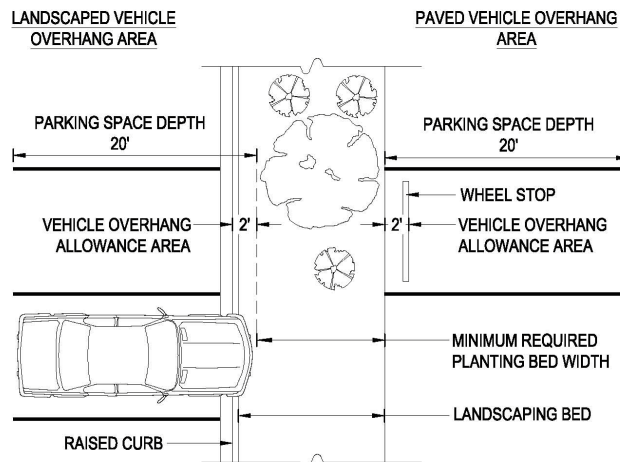 LANDSCAPED VEHICLE
OVERHANG AREA
PAVED VEHICLE OVERHANG
AREA
PARKING SPACE DEPTH
20'
PARKING SPACE DEPTH
20'
WHEEL STOP
VEHICLE OVERHANG
ALLOWANCE AREA
2'
2'
VEHICLE OVERHANG
ALLOWANCE AREA
MINIMUM REQUIRED
PLANTING BED WIDTH
LANDSCAPING BED
RAISED CURB